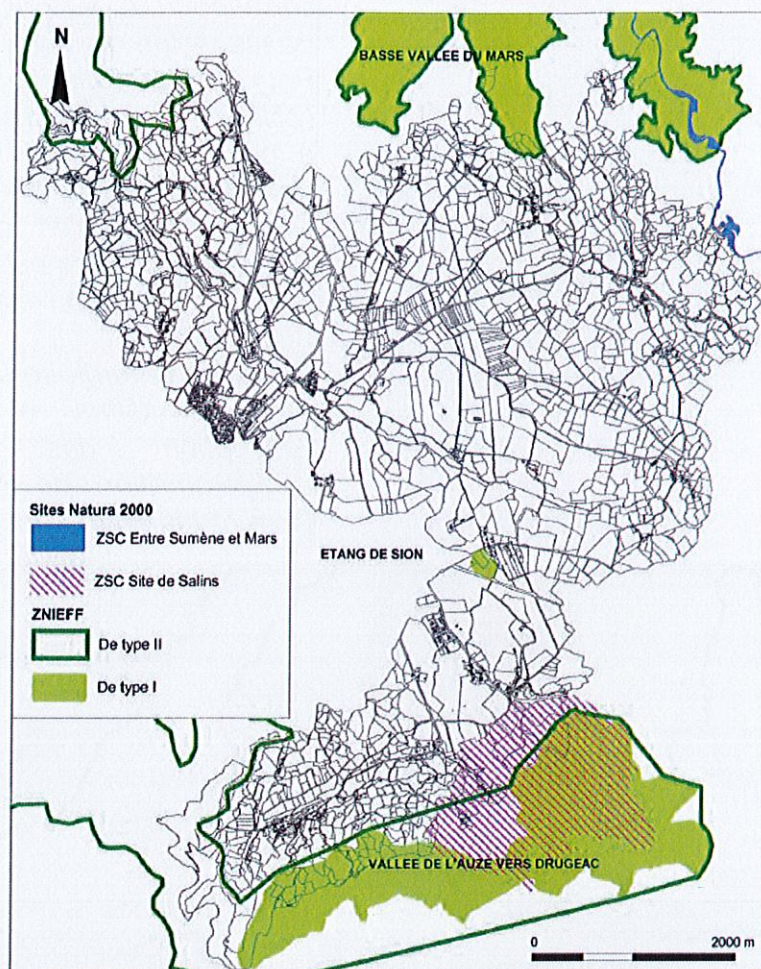 N
BASSE VALLEE DU MARS
Sites Natura 2000
ZSC Entre Sumène et Mars
ZSC Site de Salins
ZNIEFF
De type II
De type I
ETANG DE SION
VALLEE DE L'AUZE VERS DRUGEAC
0 2000 m